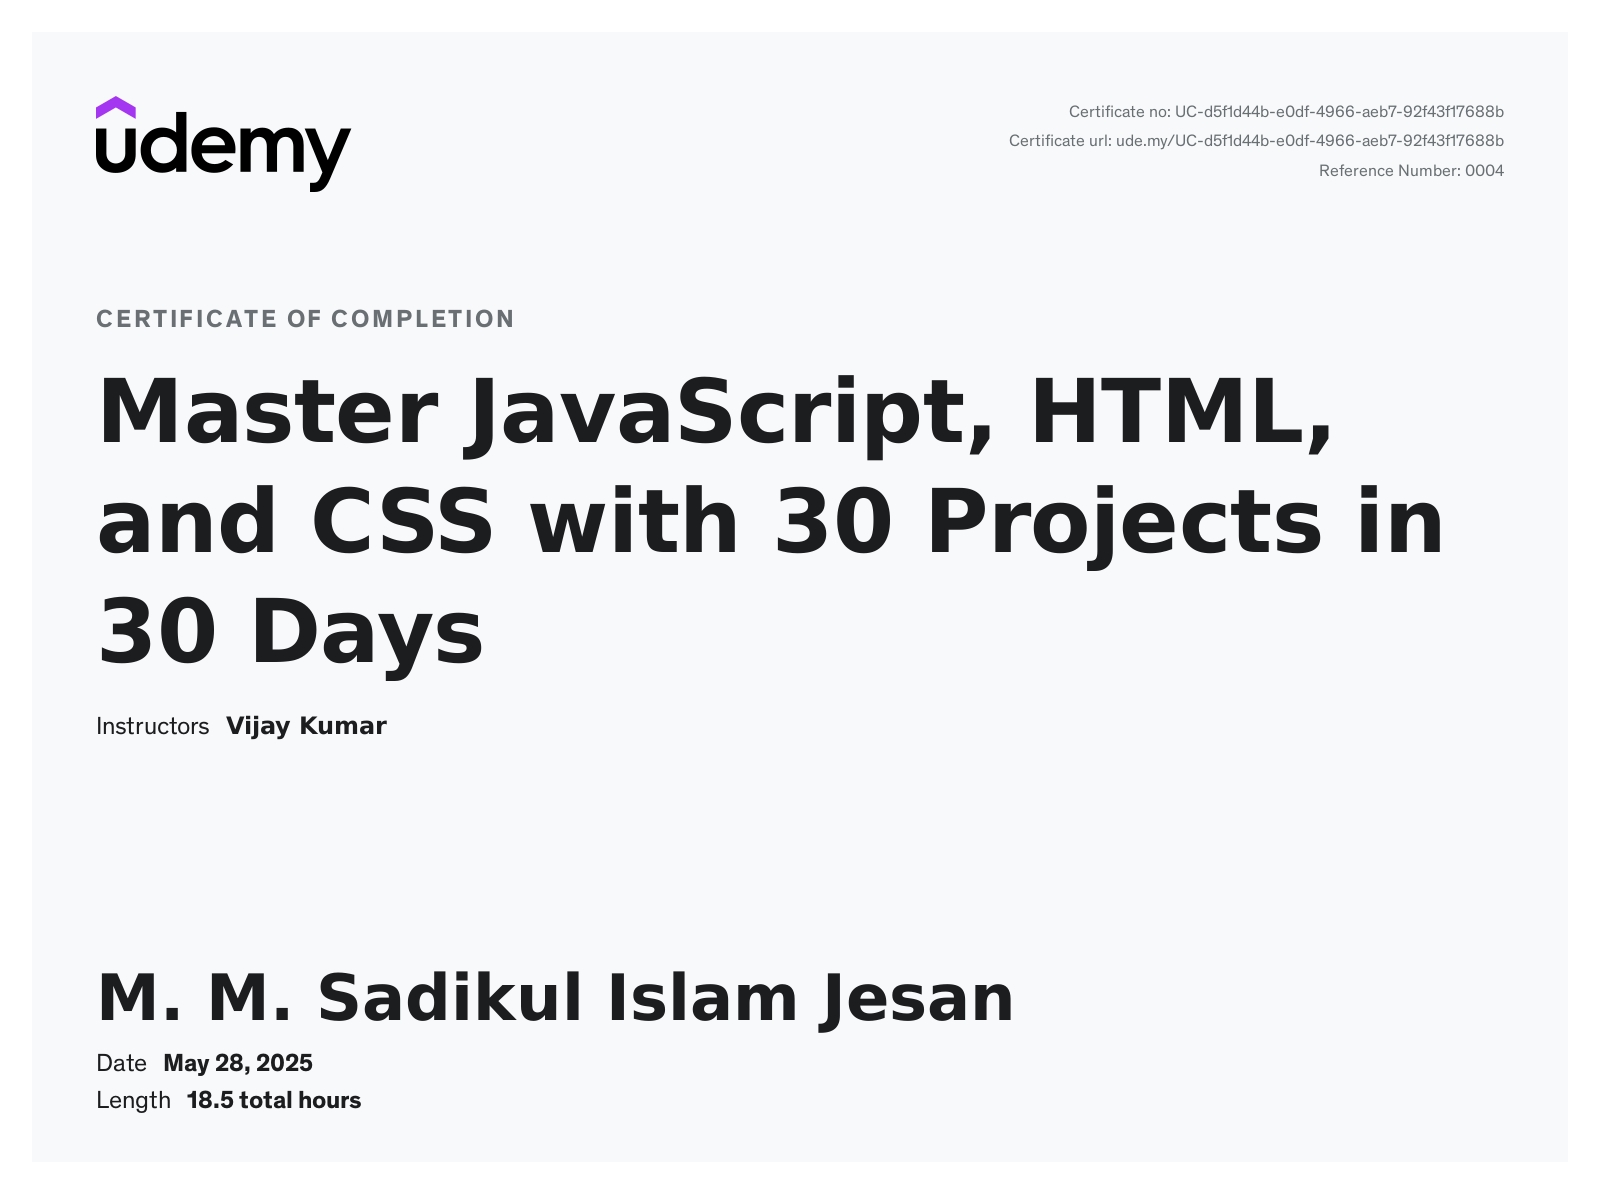 udemy
Certificate no: UC-d5f1d44b-e0df-4966-aeb7-92f43f17688b
Certificate url: ude.my/UC-d5f1d44b-e0df-4966-aeb7-92f43f17688b
Reference Number: 0004
CERTIFICATE OF COMPLETION
Master JavaScript, HTML,
and CSS with 30 Projects in
30 Days
Instructors Vijay Kumar
M. M. Sadikul Islam Jesan
Date May 28, 2025
Length 18.5 total hours